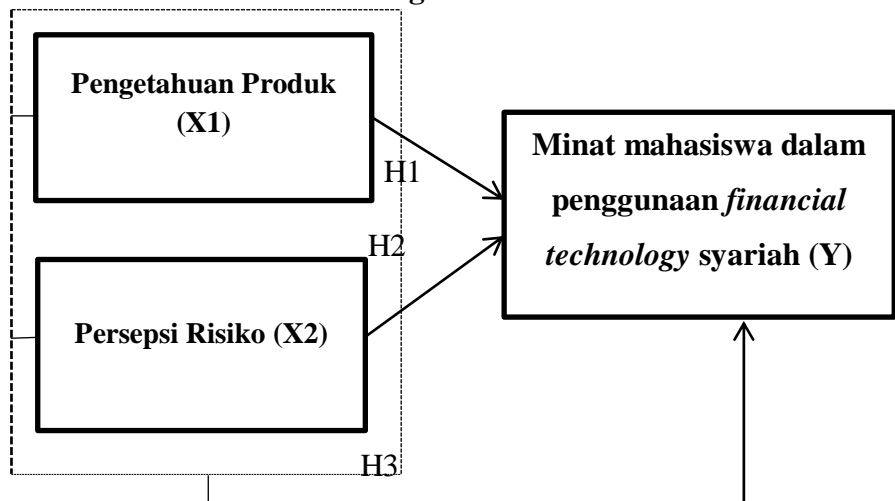 Pengetahuan Produk
(X1)
H1
Minat mahasiswa dalam
penggunaan financial
technology syariah (Y)
H2
Persepsi Risiko (X2)
H3